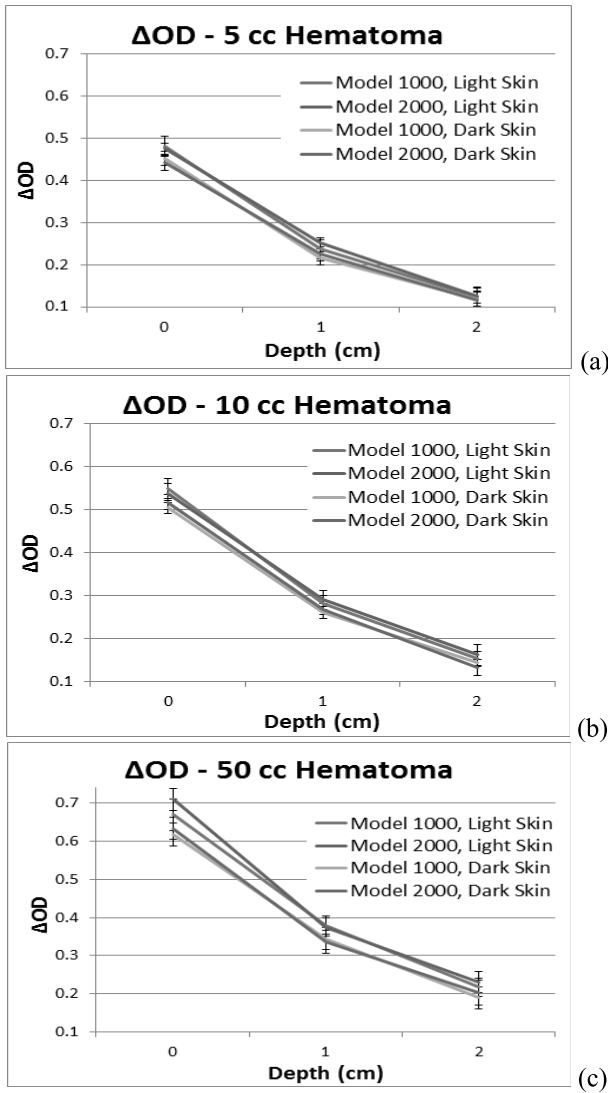 ΔOD - 5 cc Hematoma
0.7
0.6
0.5
0.4
0.3
0.2
0.1
ΔOD
Model 1000, Light Skin
Model 2000, Light Skin
Model 1000, Dark Skin
Model 2000, Dark Skin
0 1 2
Depth (cm)
(a)
ΔOD - 10 cc Hematoma
0.7
0.6
0.5
0.4
0.3
0.2
0.1
ΔOD
Model 1000, Light Skin
Model 2000, Light Skin
Model 1000, Dark Skin
Model 2000, Dark Skin
0 1 2
Depth (cm)
(b)
ΔOD - 50 cc Hematoma
0.7
0.6
0.5
0.4
0.3
0.2
0.1
ΔOD
Model 1000, Light Skin
Model 2000, Light Skin
Model 1000, Dark Skin
Model 2000, Dark Skin
0 1 2
Depth (cm)
(c)